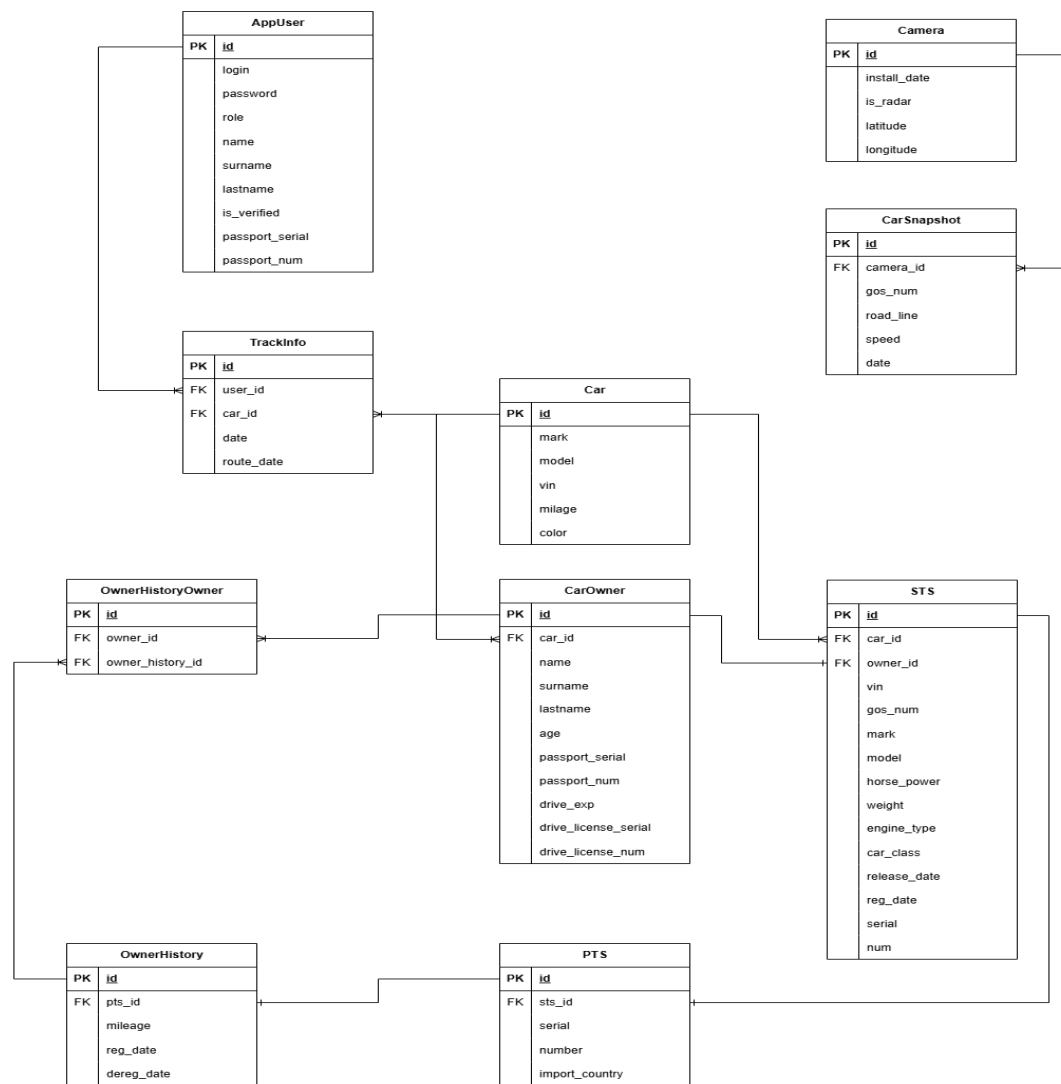 AppUser
PK id
login
password
role
name
surname
lastname
is_verified
passport_serial
passport_num
Camera
PK id
install_date
is_radar
latitude
longitude
CarSnapshot
PK id
FK camera_id
gos_num
road_line
speed
date
TrackInfo
PK id
FK user_id
FK car_id
date
route_date
Car
PK id
mark
model
vin
milage
color
OwnerHistoryOwner
PK id
FK owner_id
FK owner_history_id
CarOwner
PK id
FK car_id
name
surname
lastname
age
passport_serial
passport_num
drive_exp
drive_license_serial
drive_license_num
STS
PK id
FK car_id
FK owner_id
vin
gos_num
mark
model
horse_power
weight
engine_type
car_class
release_date
reg_date
serial
num
OwnerHistory
PK id
FK pts_id
mileage
reg_date
dereg_date
PTS
PK id
FK sts_id
serial
number
import_country